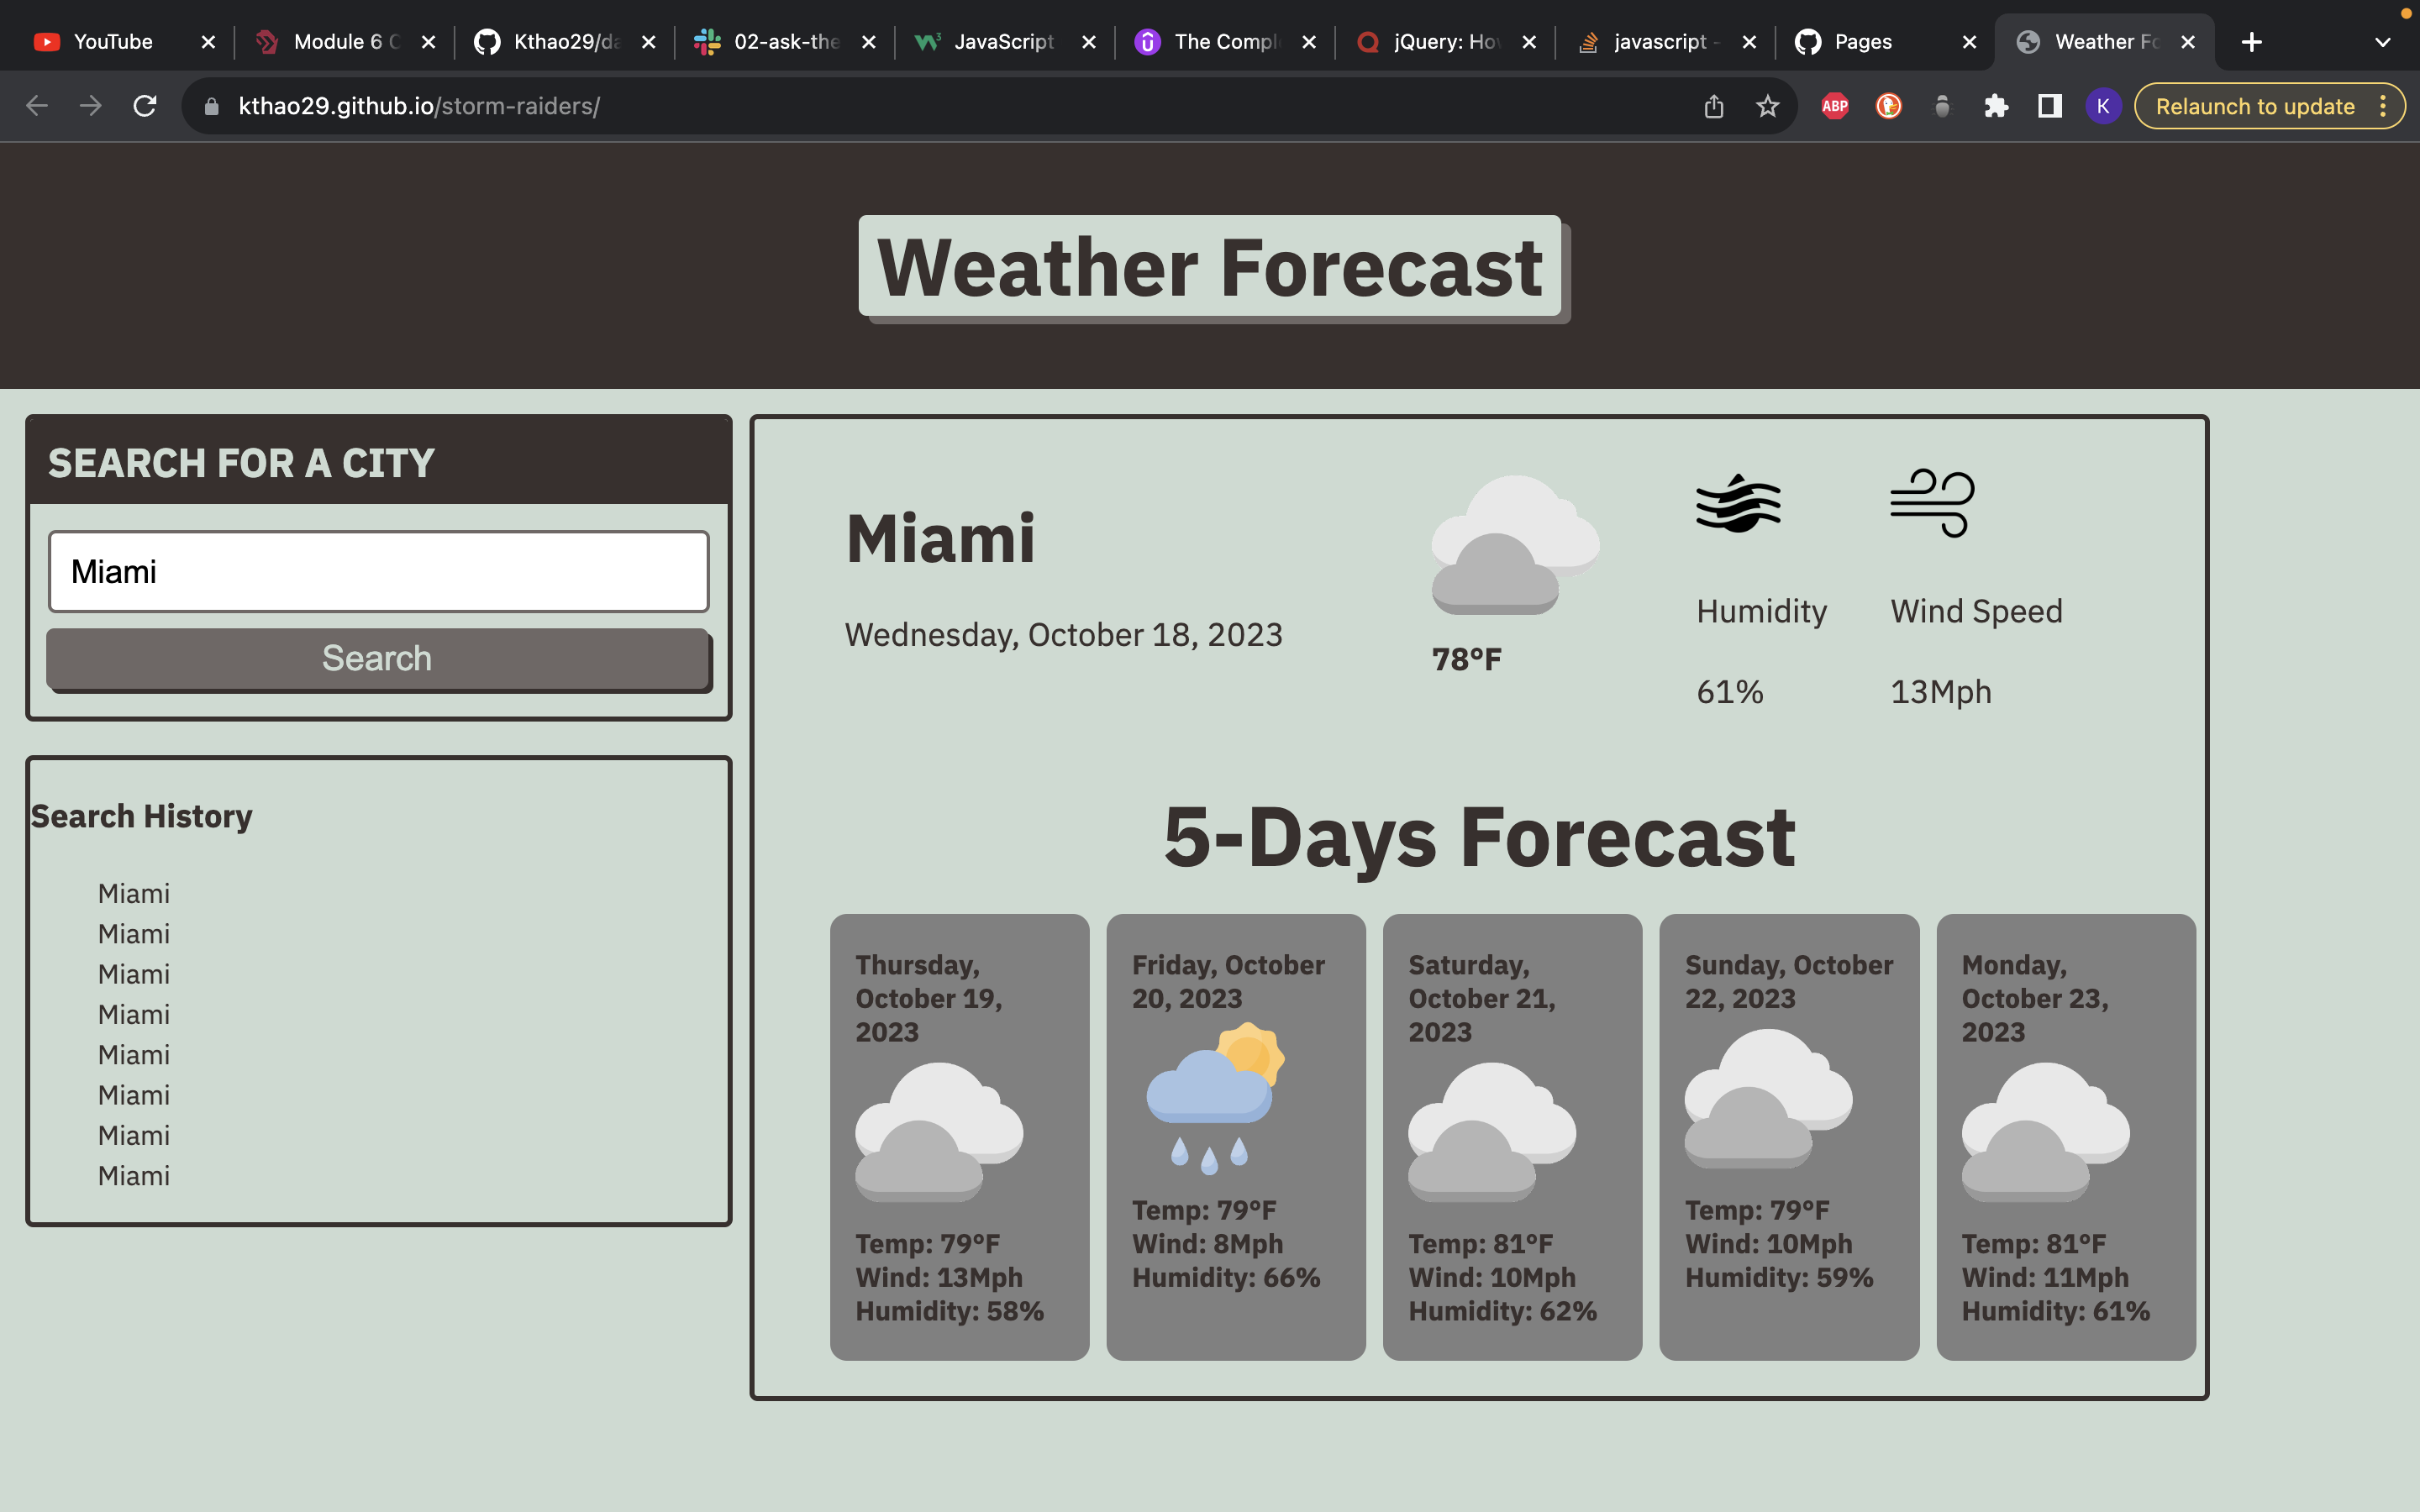 YouTube
Module 6 C
Kthao29/da
02-ask-the
JavaScript
The Compl
jQuery: Hov
javascript -
Pages
Weather Fo
kthao29.github.io/storm-raiders/
ABP
K
Relaunch to update
Weather Forecast
SEARCH FOR A CITY
Miami
Search
Search History
Miami
Miami
Miami
Miami
Miami
Miami
Miami
Miami
Miami
Wednesday, October 18, 2023
78°F
Humidity
61%
Wind Speed
13Mph
5-Days Forecast
Thursday,
October 19,
2023
Temp: 79°F
Wind: 13Mph
Humidity: 58%
Friday, October
20, 2023
Temp: 79°F
Wind: 8Mph
Humidity: 66%
Saturday,
October 21,
2023
Temp: 81°F
Wind: 10Mph
Humidity: 62%
Sunday, October
22, 2023
Temp: 79°F
Wind: 10Mph
Humidity: 59%
Monday,
October 23,
2023
Temp: 81°F
Wind: 11Mph
Humidity: 61%